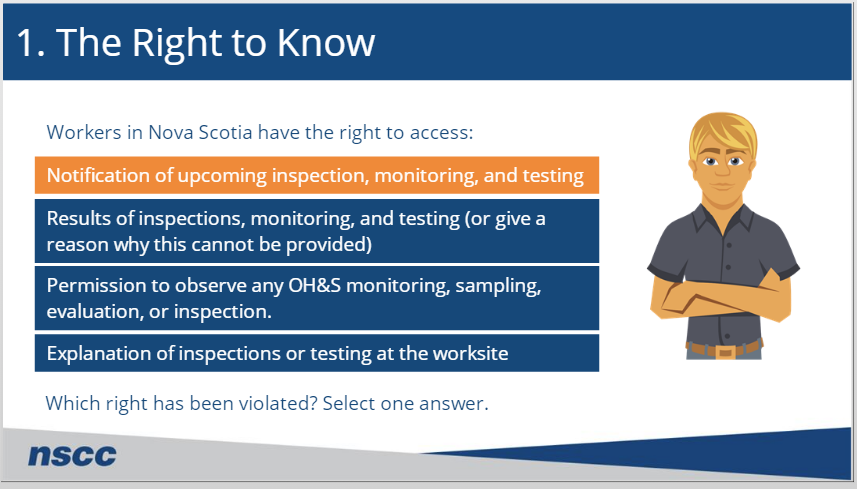 1. The Right to Know
Workers in Nova Scotia have the right to access:
Notification of upcoming inspection, monitoring, and testing
Results of inspections, monitoring, and testing (or give a
reason why this cannot be provided)
Permission to observe any OH&S monitoring, sampling,
evaluation, or inspection.
Explanation of inspections or testing at the worksite
Which right has been violated? Select one answer.
nscc